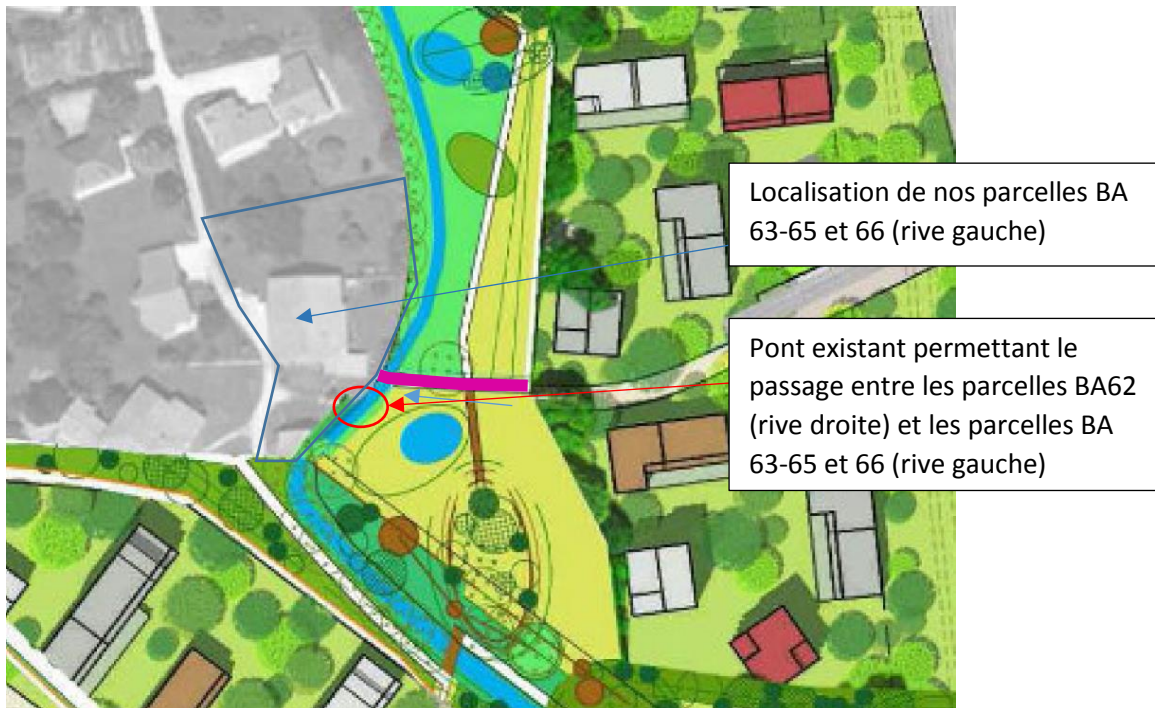 Localisation de nos parcelles BA
63-65 et 66 (rive gauche)
Pont existant permettant le
passage entre les parcelles BA62
(rive droite) et les parcelles BA
63-65 et 66 (rive gauche)